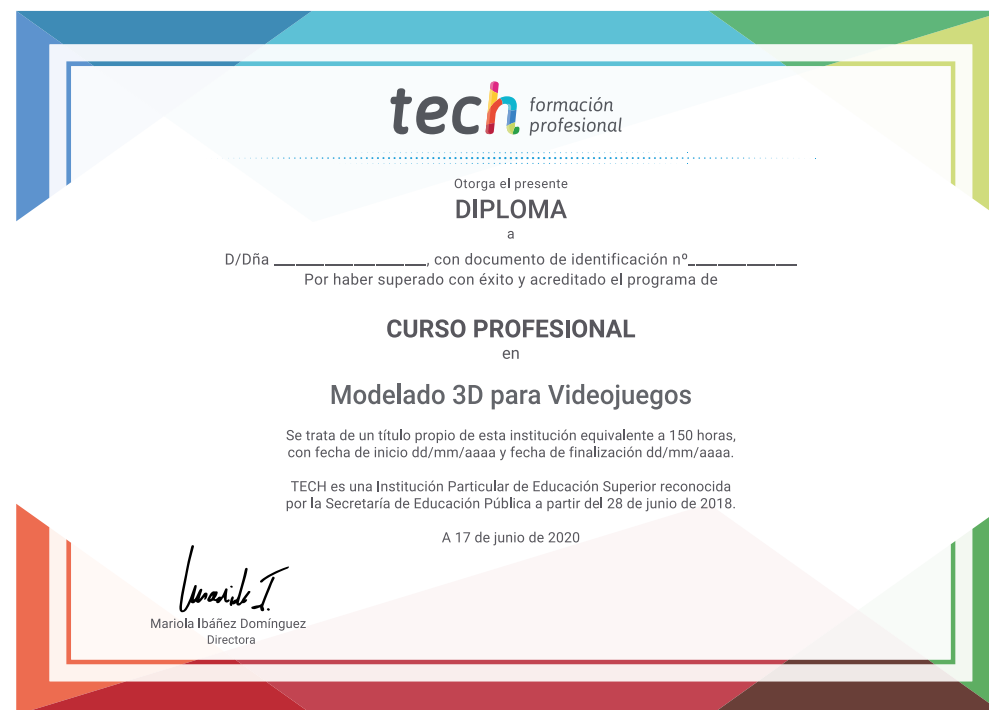 tech formación
profesional
Otorga el presente
DIPLOMA
a
D/Dña ________________, con documento de identificación nº___________
Por haber superado con éxito y acreditado el programa de
CURSO PROFESIONAL
en
Modelado 3D para Videojuegos
Se trata de un título propio de esta institución equivalente a 150 horas,
con fecha de inicio dd/mm/aaaa y fecha de finalización dd/mm/aaaa.
TECH es una Institución Particular de Educación Superior reconocida
por la Secretaría de Educación Pública a partir del 28 de junio de 2018.
A 17 de junio de 2020
Mariola I.
Mariola Ibáñez Domínguez
Directora